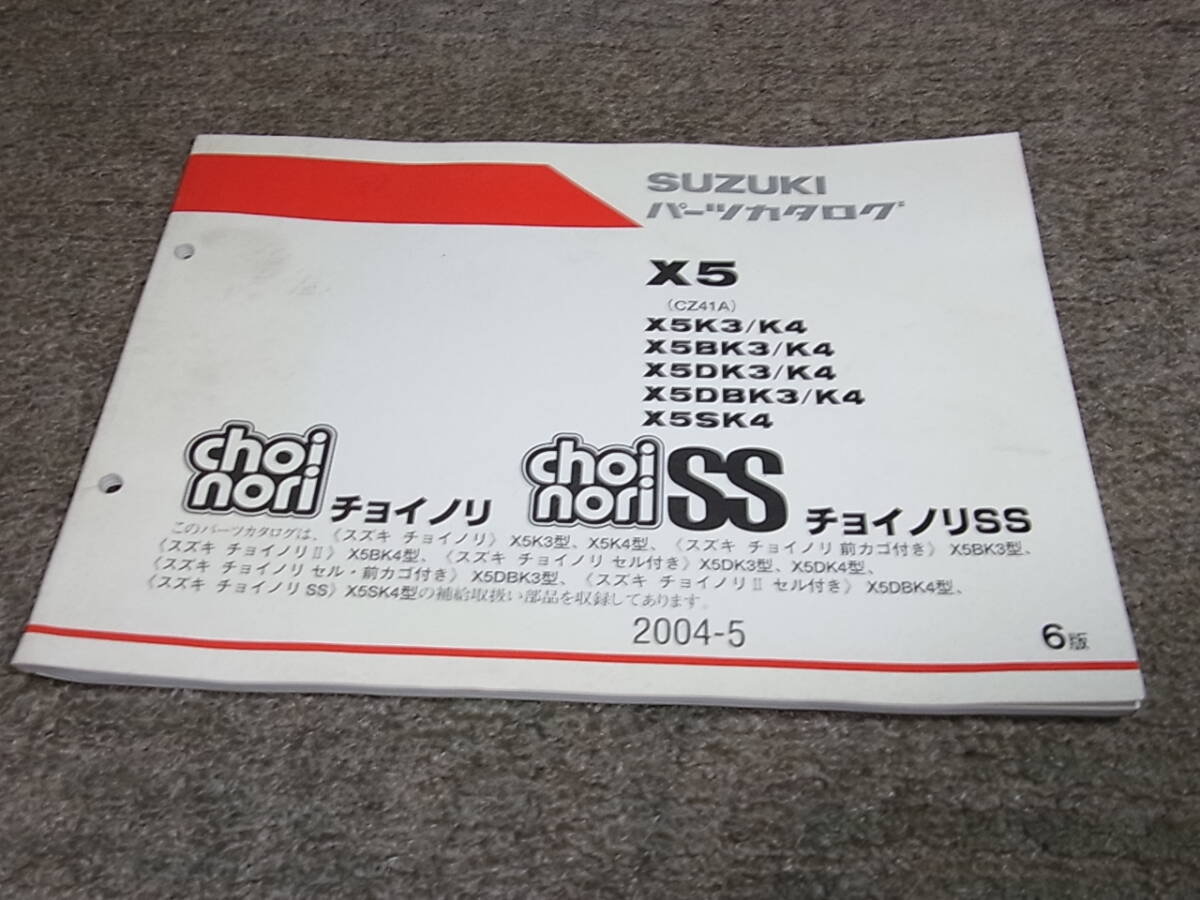 SUZUKI
パーツカタログ
X5
(CZ41A)
X5K3/K4
X5BK3/K4
X5DK3/K4
X5DBK3/K4
X5SK4
choi
nori
チョイノリ
choi
nori
SS
チョイノリSS
このパーツカタログは、《スズキ チョイノリ》 X5K3型、X5K4型、《スズキ チョイノリ 前カゴ付き》 X5BK3型、
《スズキ チョイノリⅡ》 X5BK4型、《スズキ チョイノリ セル付き》 X5DK3型、X5DK4型、
《スズキ チョイノリ セル・前カゴ付き》 X5DBK3型、《スズキ チョイノリⅡ セル付き》 X5DBK4型、
《スズキ チョイノリ SS》 X5SK4型の補給取扱い部品を収録してあります。
2004-5
6版